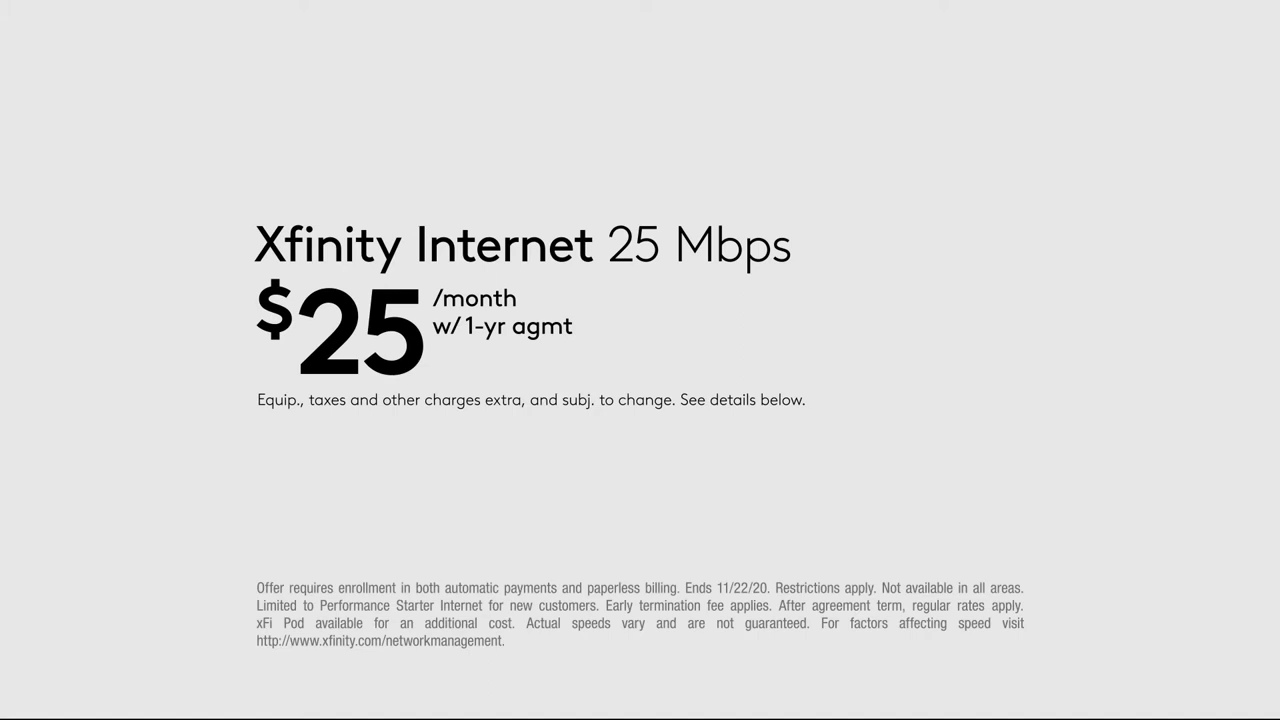 Xfinity Internet 25 Mbps
$25 /month
w/ 1-yr agmt
Equip., taxes and other charges extra, and subj. to change. See details below.
Offer requires enrollment in both automatic payments and paperless billing. Ends 11/22/20. Restrictions apply. Not available in all areas.
Limited to Performance Starter Internet for new customers. Early termination fee applies. After agreement term, regular rates apply.
xFi Pod available for an additional cost. Actual speeds vary and are not guaranteed. For factors affecting speed visit
http://www.xfinity.com/networkmanagement.